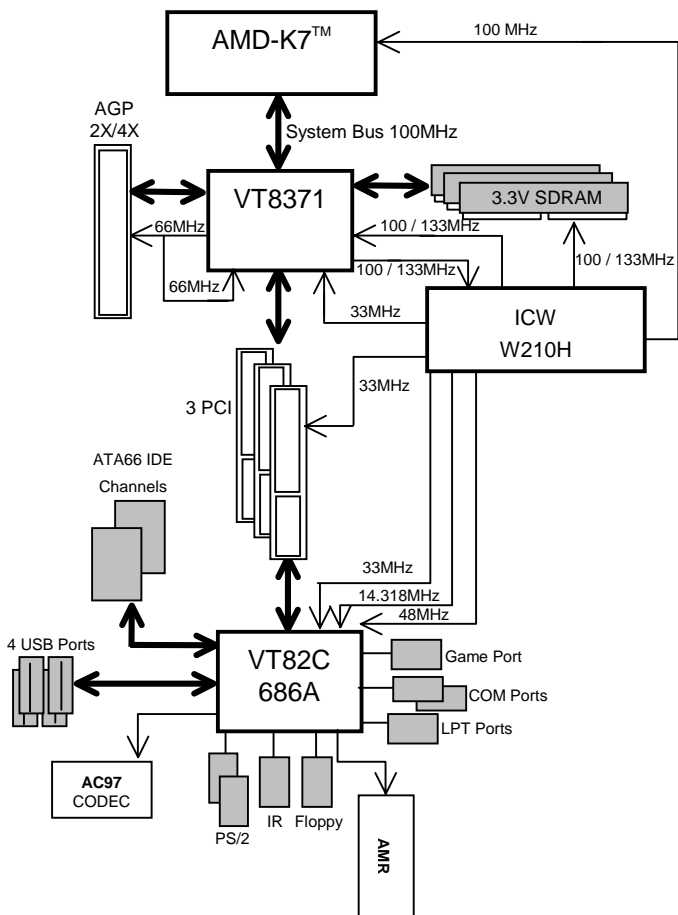 AMD-K7™
100 MHz
AGP
2X/4X
System Bus 100MHz
VT8371
3.3V SDRAM
66MHz
100 / 133MHz
100 / 133MHz
100 / 133MHz
66MHz
33MHz
ICW
W210H
33MHz
3 PCI
ATA66 IDE
Channels
33MHz
14.318MHz
48MHz
4 USB Ports
VT82C
686A
Game Port
COM Ports
LPT Ports
AC97
CODEC
PS/2
IR
Floppy
AMR